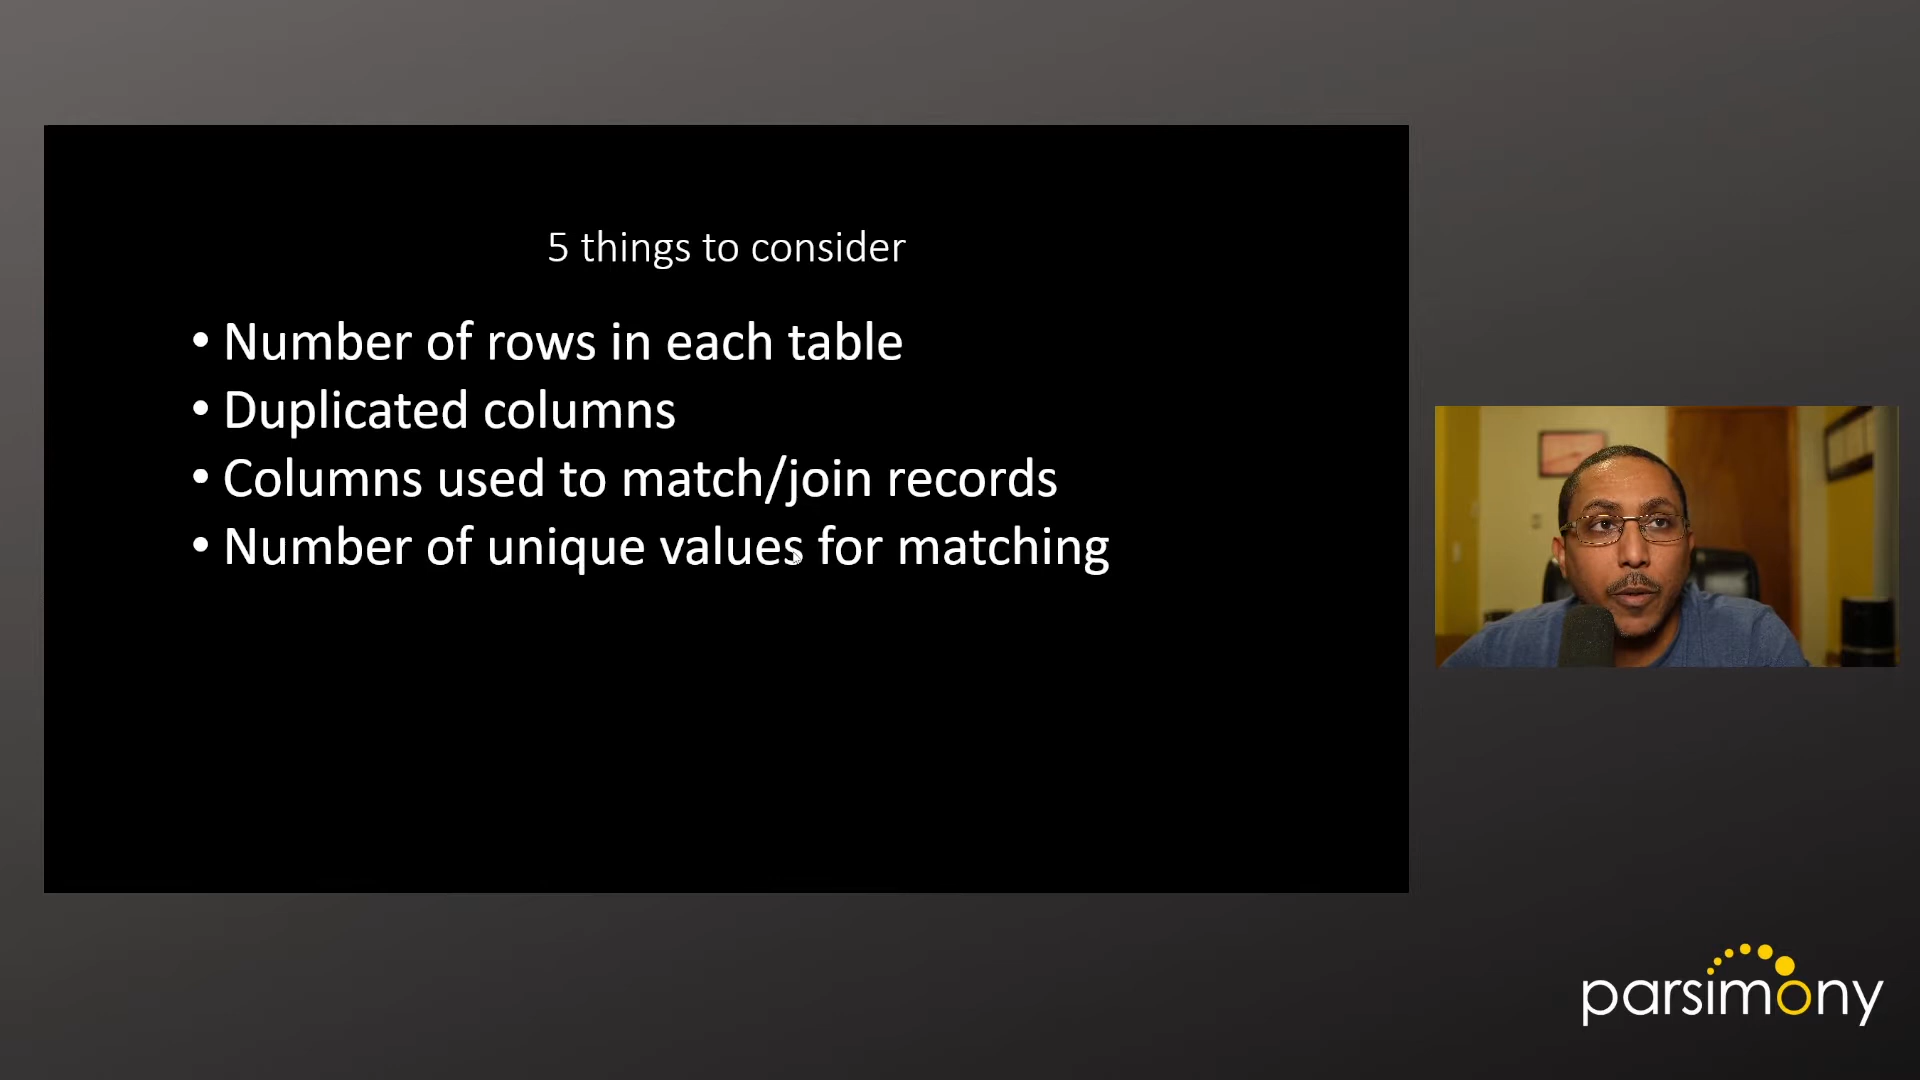 5 things to consider
• Number of rows in each table
• Duplicated columns
• Columns used to match/join records
• Number of unique values for matching
parsimony